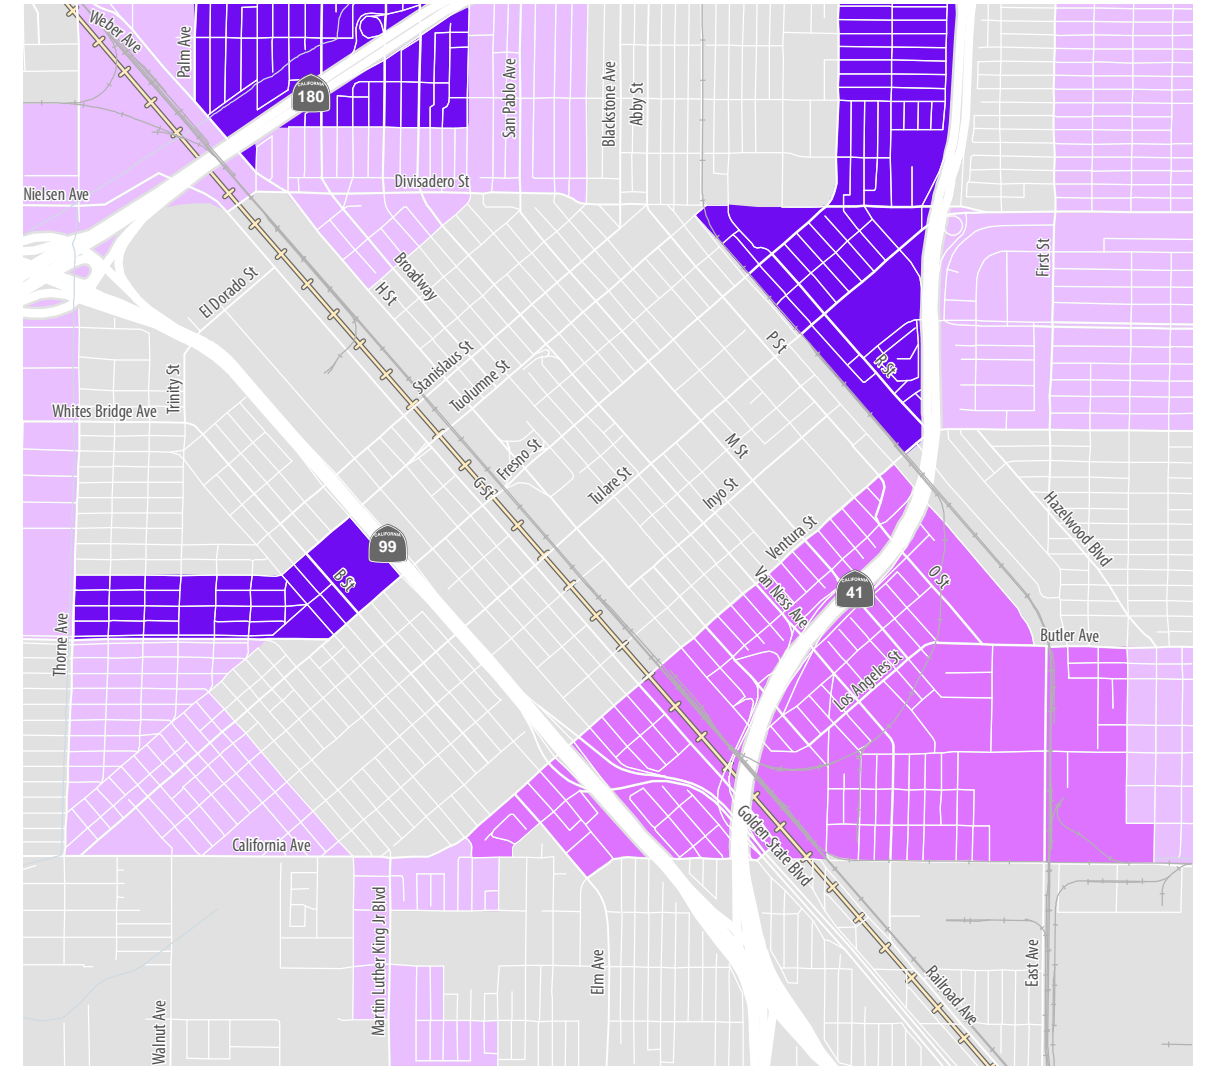 Weber Ave
Palm Ave
CALIFORNIA
180
San Pablo Ave
Blackstone Ave
Abby St
Nielsen Ave
Divisadero St
El Dorado St
Broadway
H St
First St
Stanislaus St
Tuolumne St
P St
R St
Trinity St
Whites Bridge Ave
Fresno St
G St
Tulare St
M St
Inyo St
Ventura St
Hazelwood Blvd
CALIFORNIA
99
B St
Van Ness Ave
CALIFORNIA
41
O St
Thorne Ave
Butler Ave
Los Angeles St
California Ave
Golden State Blvd
Martin Luther King Jr Blvd
Elm Ave
East Ave
Railroad Ave
Walnut Ave